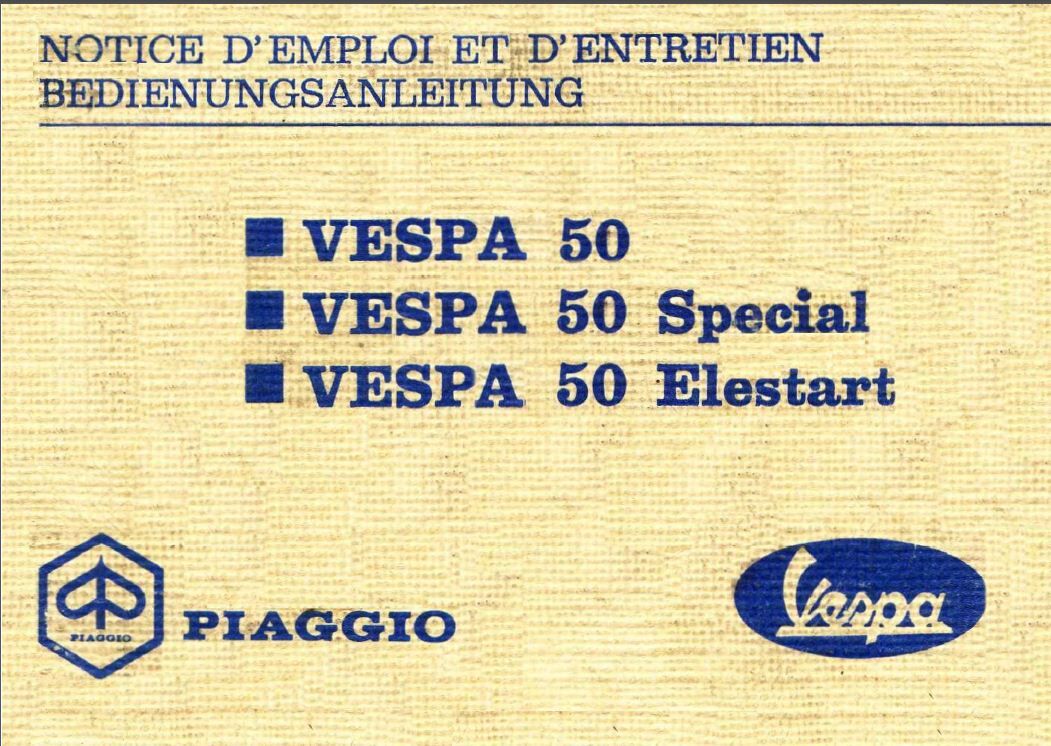 NOTICE D'EMPLOI ET D'ENTRETIEN
BEDIENUNGSANLEITUNG
■ VESPA 50
■ VESPA 50 Special
■ VESPA 50 Elestart
PIAGGIO
PIAGGIO
Vespa